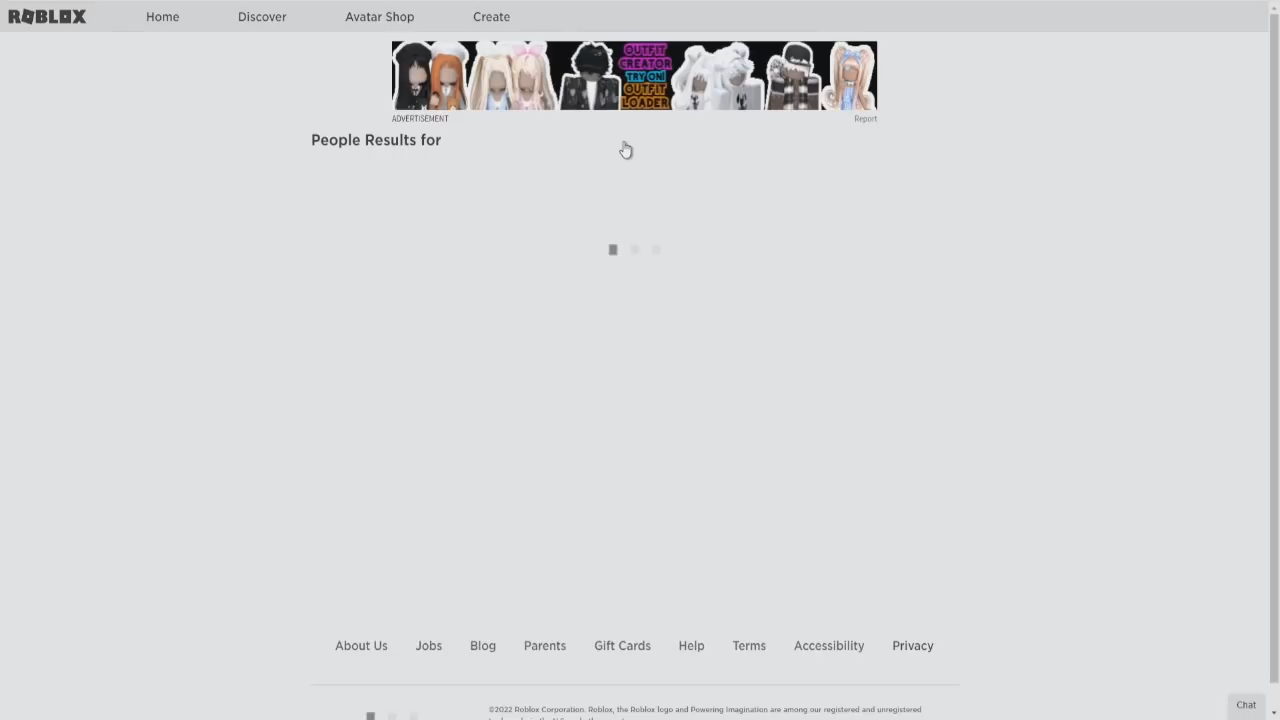 ROBLOX Home Discover Avatar Shop Create
OUTFIT
CREATOR
TRY ON!
OUTFIT
LOADER
ADVERTISEMENT Report
People Results for
About Us Jobs Blog Parents Gift Cards Help Terms Accessibility Privacy
©2022 Roblox Corporation. Roblox, the Roblox logo and Powering Imagination are among our registered and unregistered
Chat